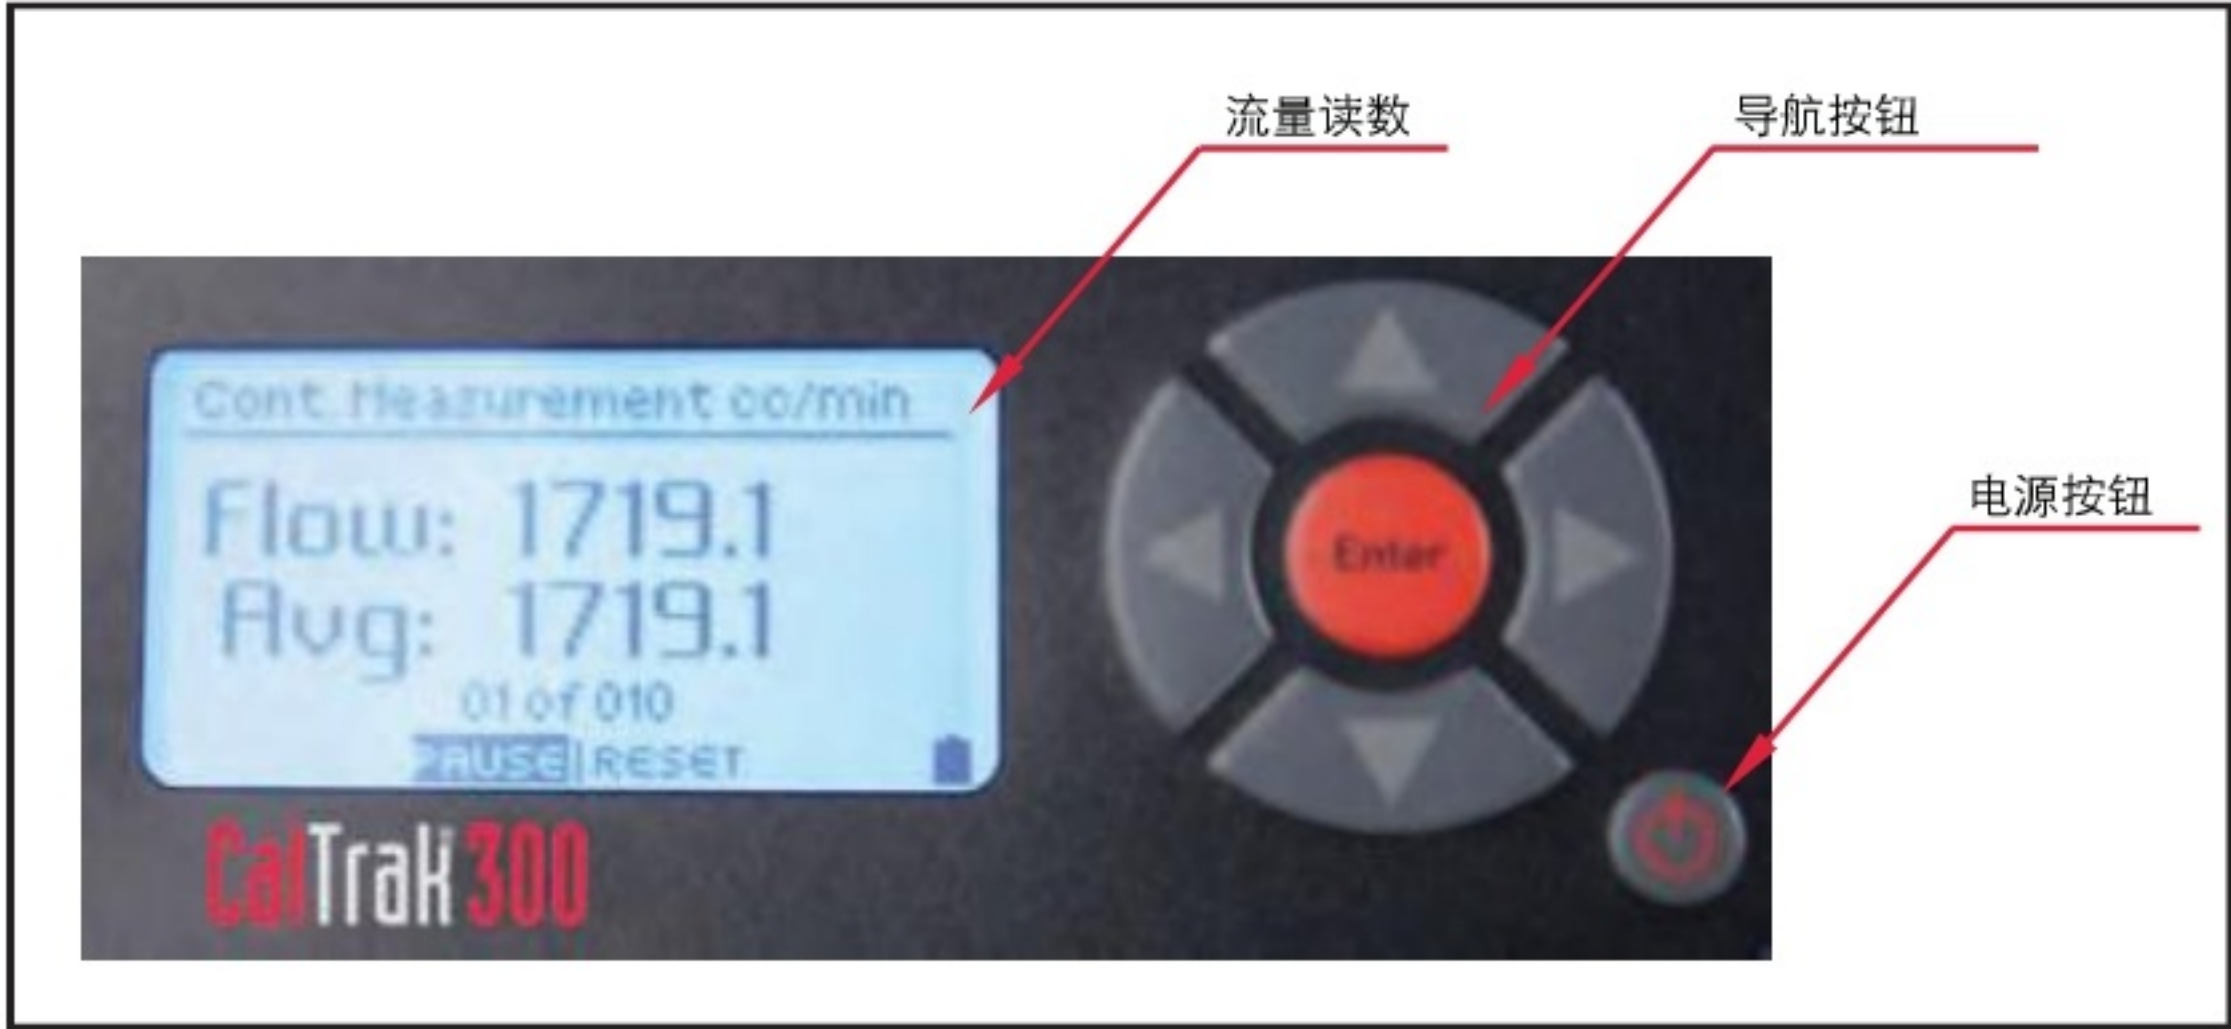 流量读数
导航按钮
电源按钮
Cont. Measurement cc/min
Flow: 1719.1
Avg: 1719.1
01 of 010
PAUSE|RESET
Enter
CalTrak 300